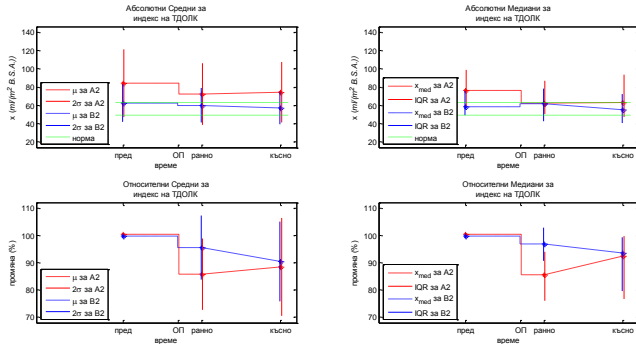 Абсолютни Средни за
индекс на ТДОЛК
x (ml/m² B.S.A.)
140
120
100
80
60
40
20
μ за A2
2σ за A2
μ за B2
2σ за B2
норма
пред ОП ранно късно
време
Абсолютни Медиани за
индекс на ТДОЛК
x (ml/m² B.S.A.)
140
120
100
80
60
40
20
x_med за A2
IQR за A2
x_med за B2
IQR за B2
норма
пред ОП ранно късно
време
Относителни Средни за
индекс на ТДОЛК
промяна (%)
110
100
90
80
70
μ за A2
2σ за A2
μ за B2
2σ за B2
пред ОП ранно късно
време
Относителни Медиани за
индекс на ТДОЛК
промяна (%)
110
100
90
80
70
x_med за A2
IQR за A2
x_med за B2
IQR за B2
пред ОП ранно късно
време